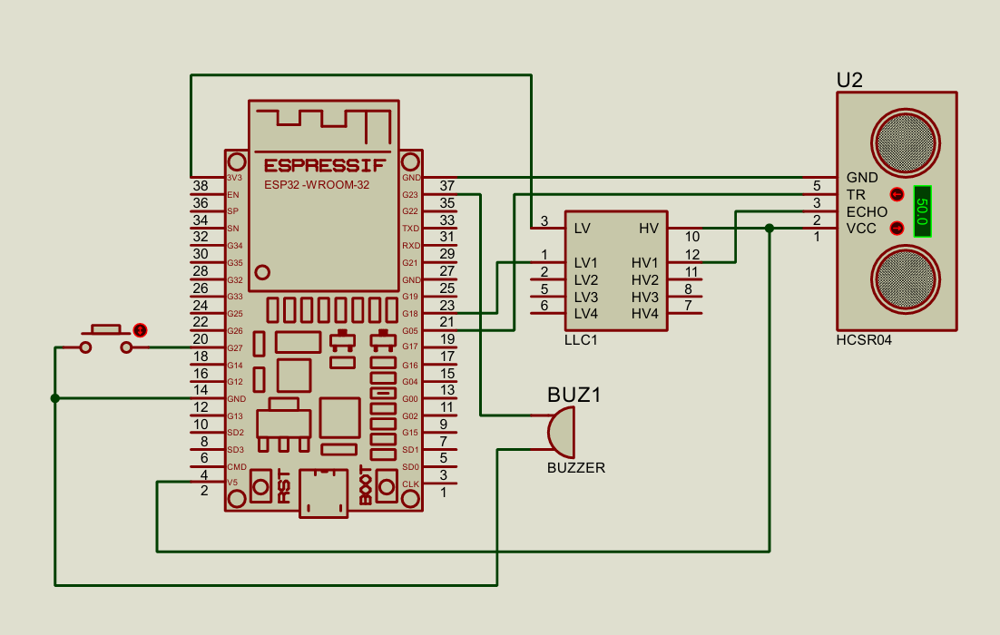 U2
ESPRESSIF
ESP32 -WROOM-32
3V3
38
EN
36
SP
34
SN
32
G34
30
G35
28
G32
26
G33
24
G25
22
G26
20
G27
18
G14
16
G12
14
GND
12
G13
10
SD2
8
SD3
6
CMD
4
V5
2
GND
37
G23
35
G22
33
TXD
31
RXD
29
G21
27
GND
25
G19
23
G18
21
G05
19
G17
17
G16
15
G04
13
G00
11
G02
9
G15
7
SD1
5
SD0
3
CLK
1
RST
BOOT
3 LV HV 10
1 LV1 HV1 12
2 LV2 HV2 11
5 LV3 HV3 8
6 LV4 HV4 7
LLC1
GND
5
TR
3
ECHO
2
VCC
1
50.0
HCSR04
BUZ1
BUZZER